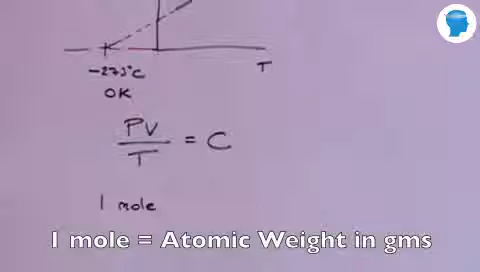 -273°C
T
OK
PV
T
= C
1 mole
1 mole = Atomic Weight in gms